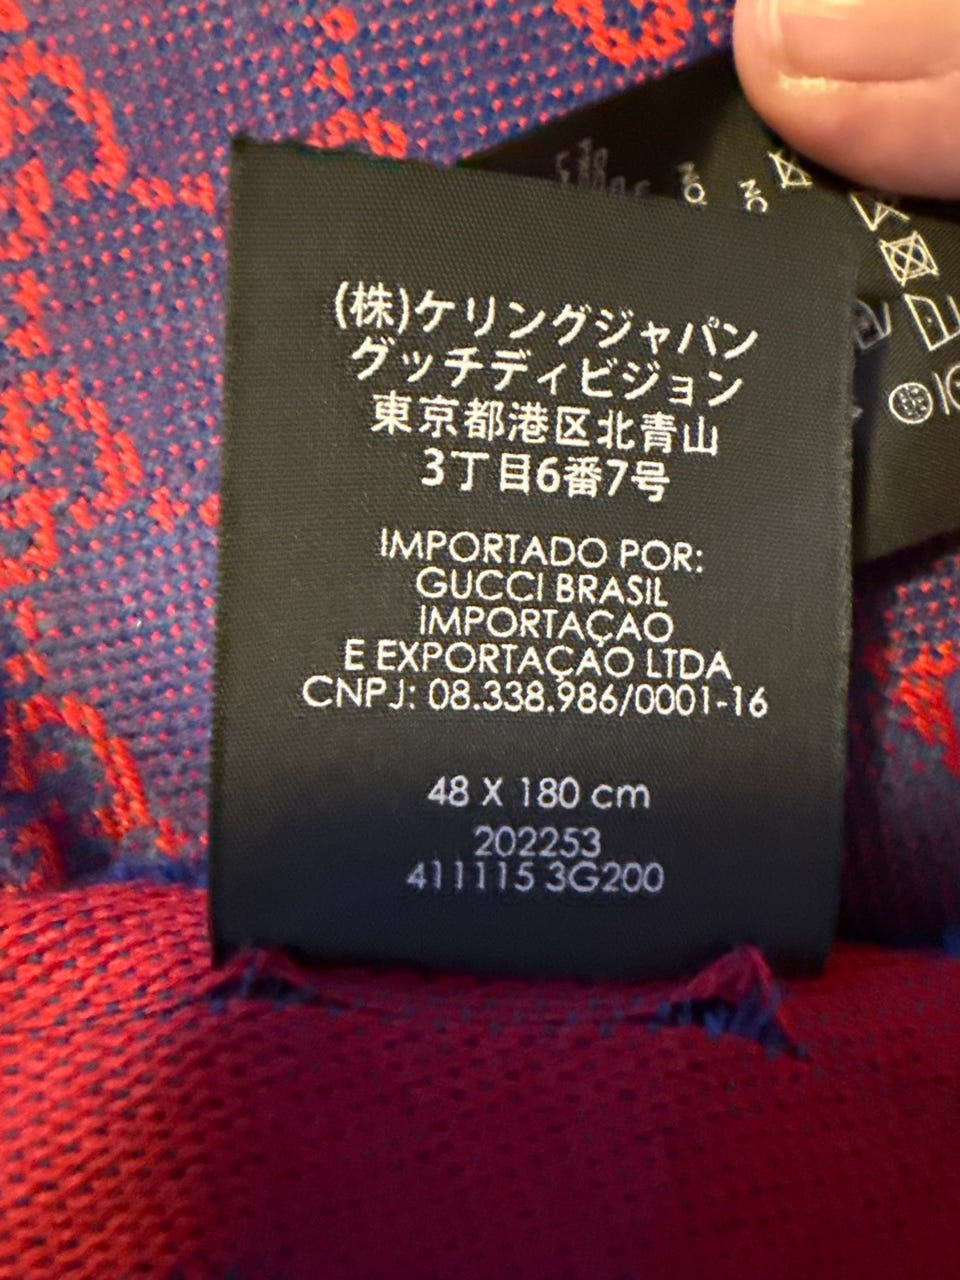 (株)ケリングジャパン
グッチディビジョン
東京都港区北青山
3丁目6番7号
IMPORTADO POR:
GUCCI BRASIL
IMPORTAÇAO
E EXPORTAÇAO LTDA
CNPJ: 08.338.986/0001-16
48 X 180 cm
202253
411115 3G200